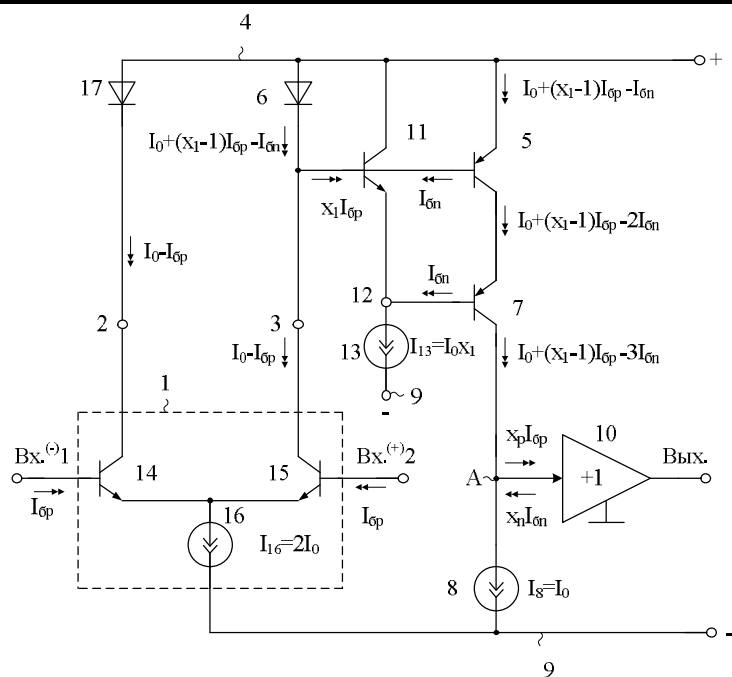 4
+
17
6
11
5
I₀+(x₁-1)Iбр-Iбп
I₀+(x₁-1)Iбр-Iбп
x₁Iбр
Iбп
I₀+(x₁-1)Iбр-2Iбп
I₀-Iбр
Iбп
12
7
2
3
13
I₁₃=I₀x₁
I₀-Iбр
I₀+(x₁-1)Iбр-3Iбп
9
-
1
Вх.⁽⁻⁾1
14
15
Вх.⁽⁺⁾2
xрIбр
10
Вых.
A
+1
xпIбп
Iбр
16
Iбр
I₁₆=2I₀
8
I₈=I₀
-
9